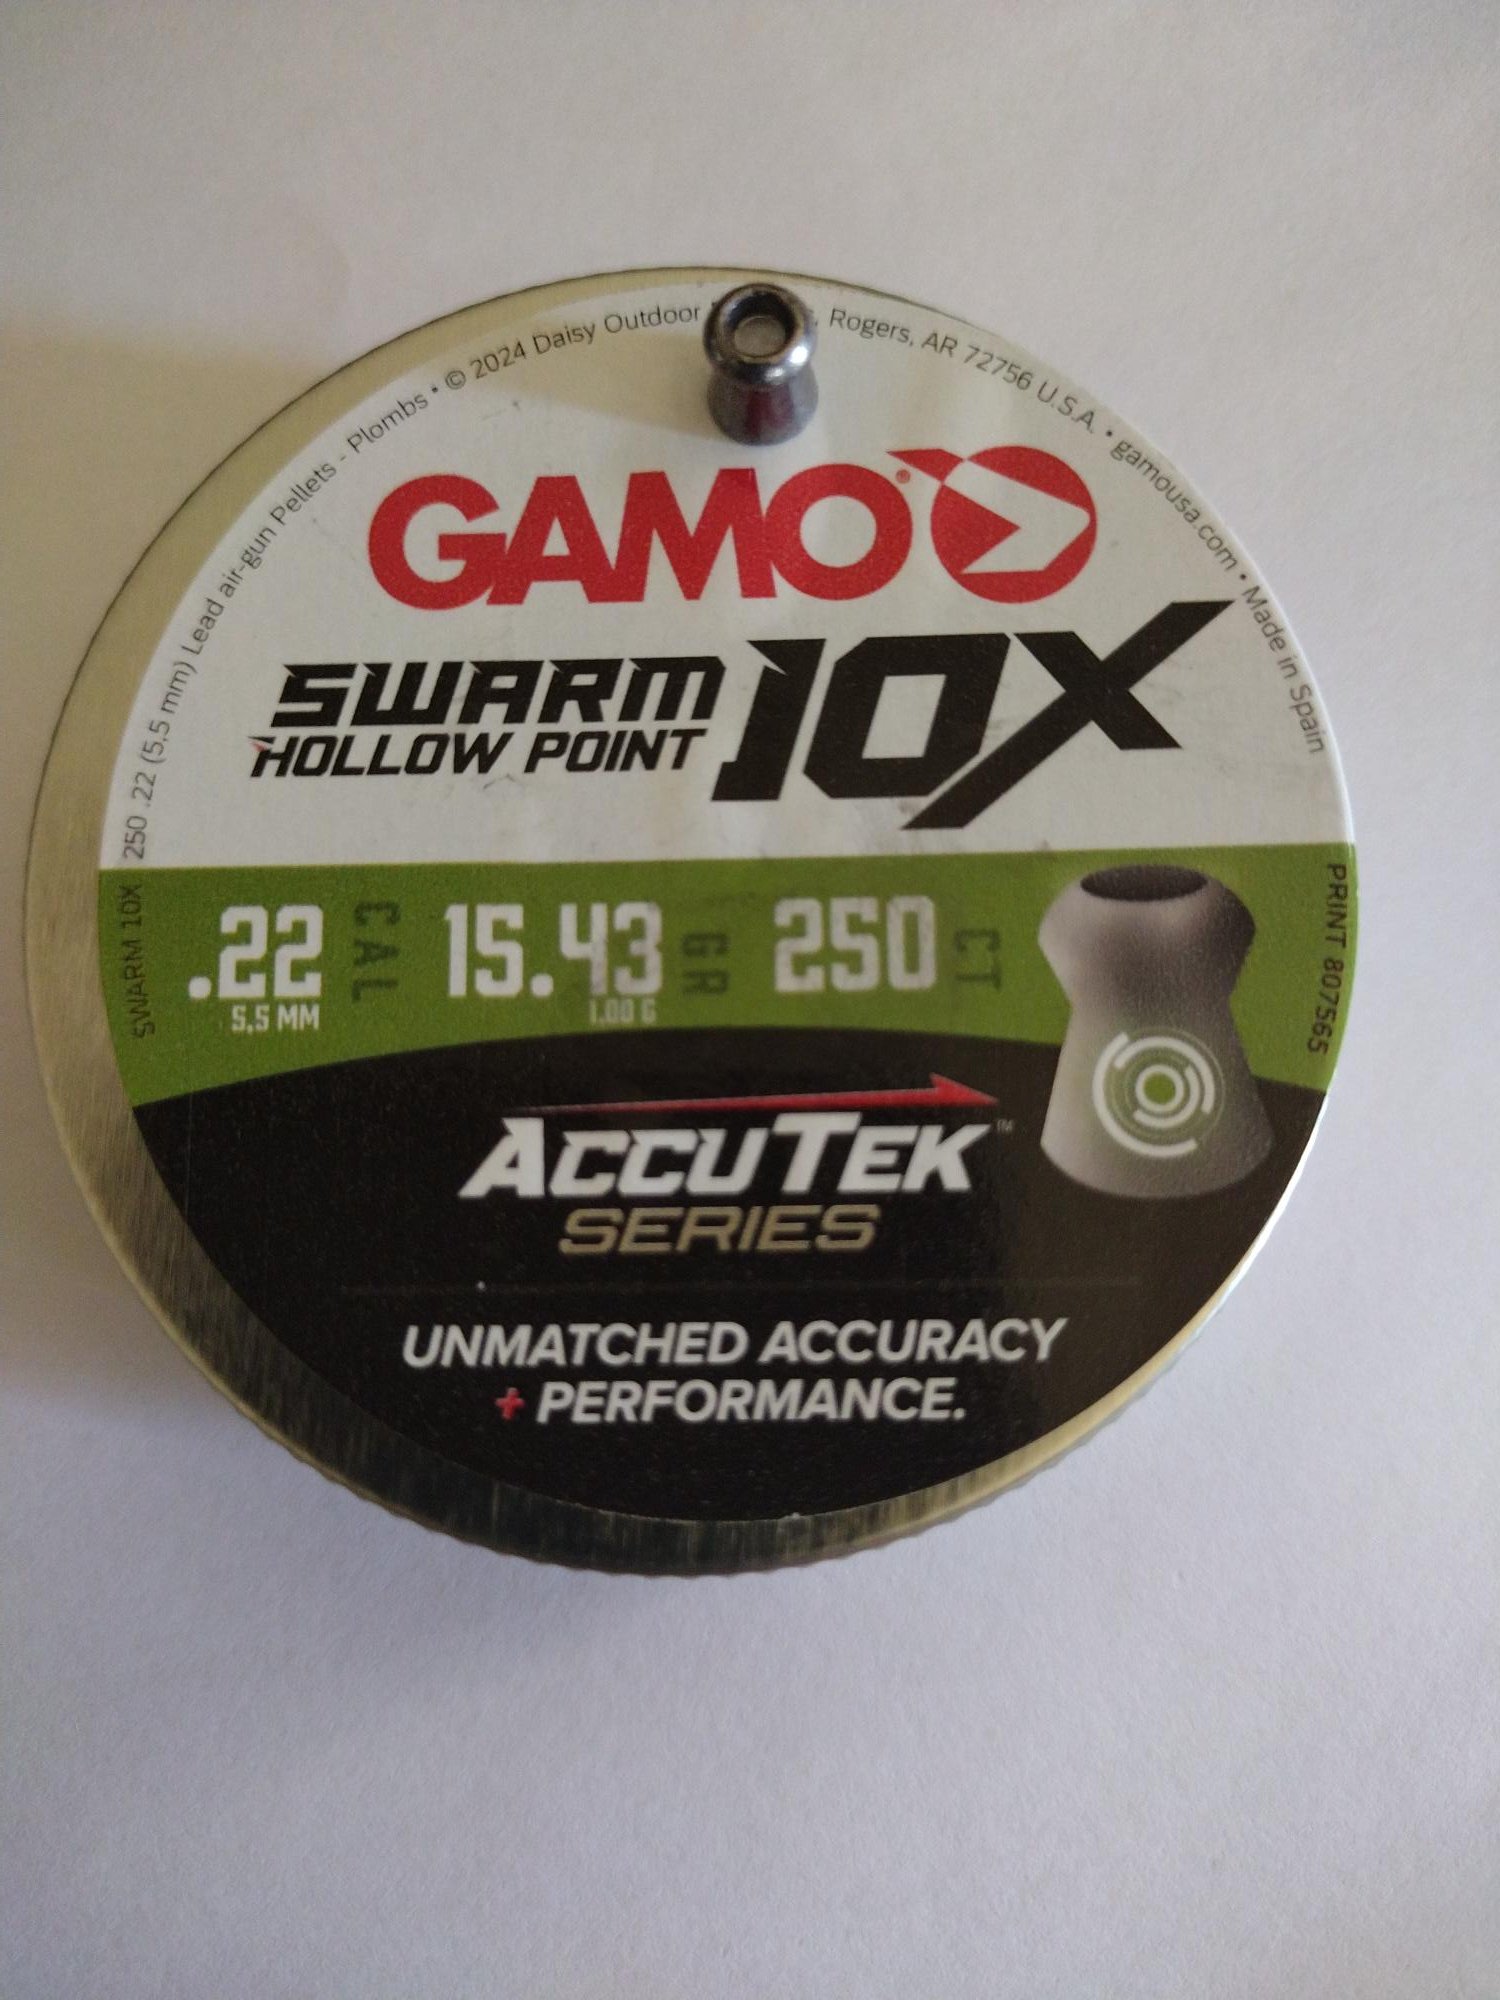 250 .22 (5,5 mm) Lead air-gun Pellets - Plombs • © 2024 Daisy Outdoor , Rogers, AR 72756 U.S.A. • gamousa.com • Made in Spain
GAMO®
SWARM 10X
HOLLOW POINT
SWARM 10X
.22 CAL 15.43 GR 250 CT
5,5 MM 1.00 G
PRINT 807565
ACCUTEK™
SERIES
UNMATCHED ACCURACY
+ PERFORMANCE.